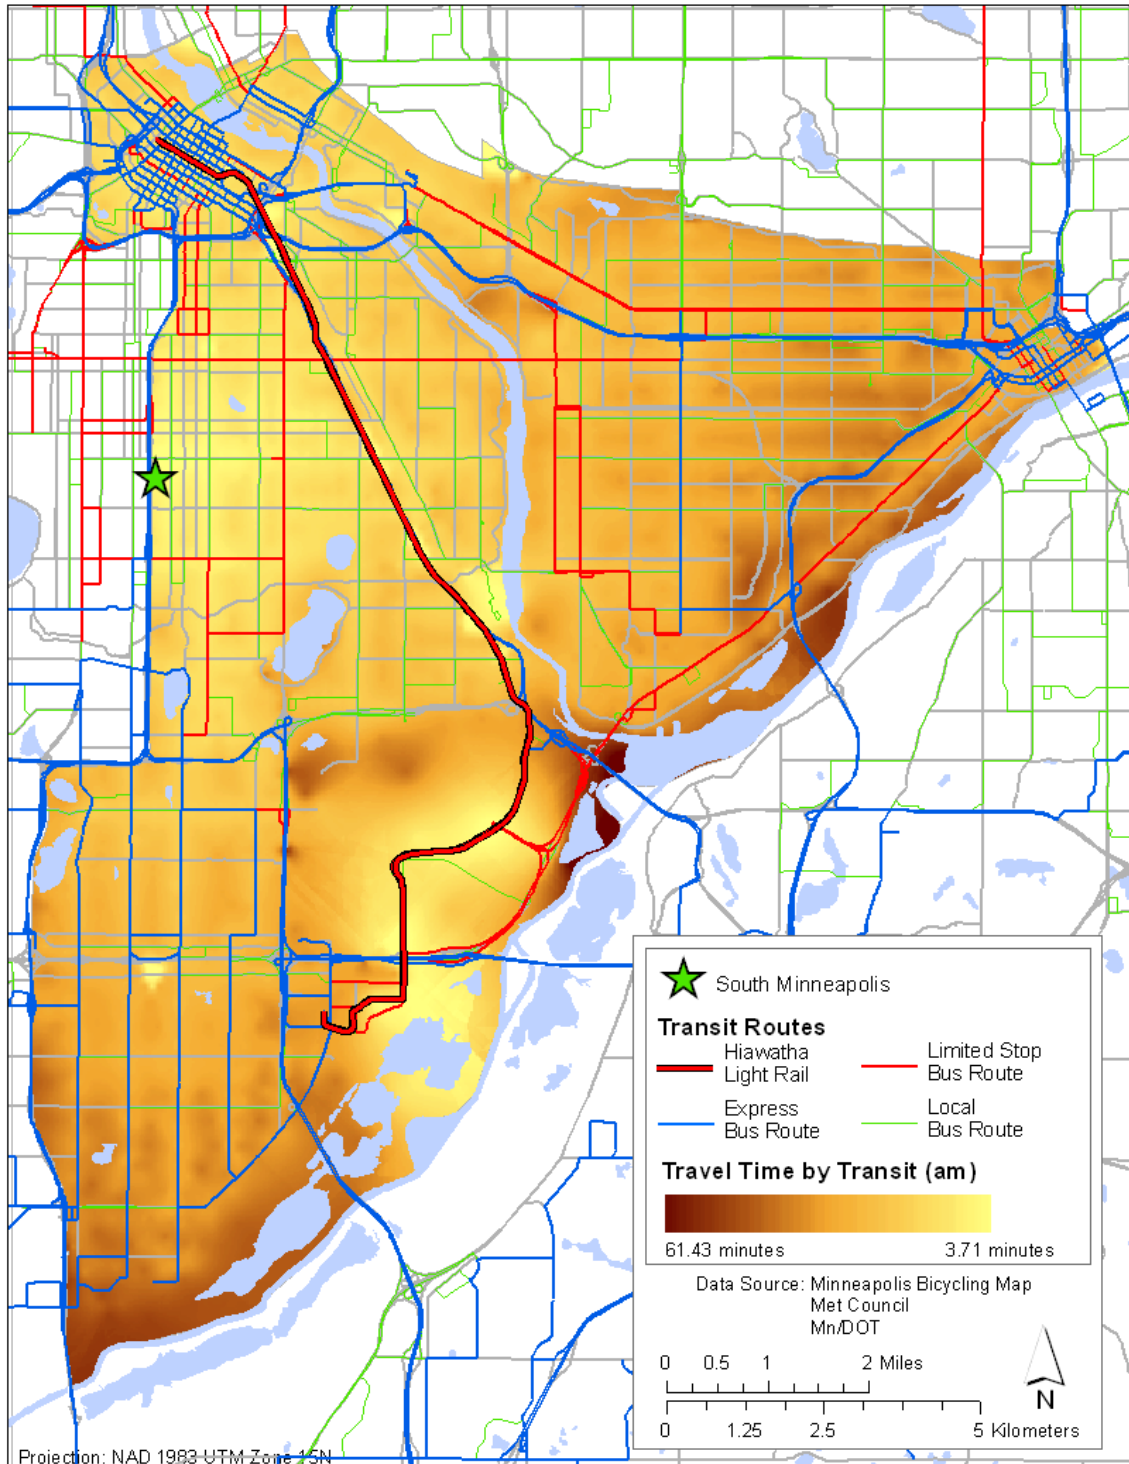 South Minneapolis
Transit Routes
Hiawatha
Light Rail
Limited Stop
Bus Route
Express
Bus Route
Local
Bus Route
Travel Time by Transit (am)
61.43 minutes 3.71 minutes
Data Source: Minneapolis Bicycling Map
Met Council
Mn/DOT
0 0.5 1 2 Miles
0 1.25 2.5 5 Kilometers
N
Projection: NAD 1983 UTM Zone 15N